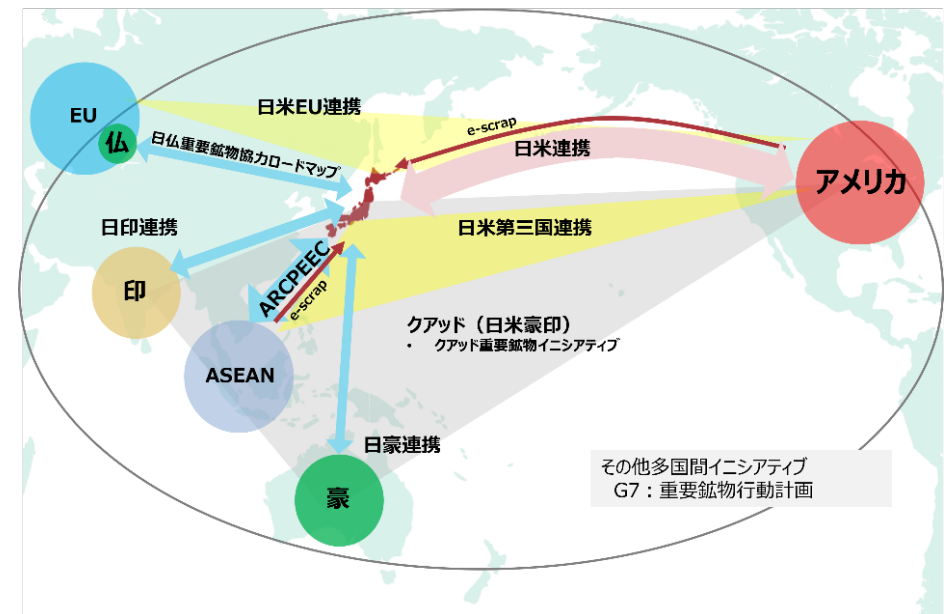 EU
仏
日米EU連携
日仏重要鉱物協力ロードマップ
e-scrap
日米連携
アメリカ
日印連携
印
日米第三国連携
ARCPEEC
e-scrap
ASEAN
クアッド（日米豪印）
・ クアッド重要鉱物イニシアティブ
日豪連携
豪
その他多国間イニシアティブ
G7：重要鉱物行動計画